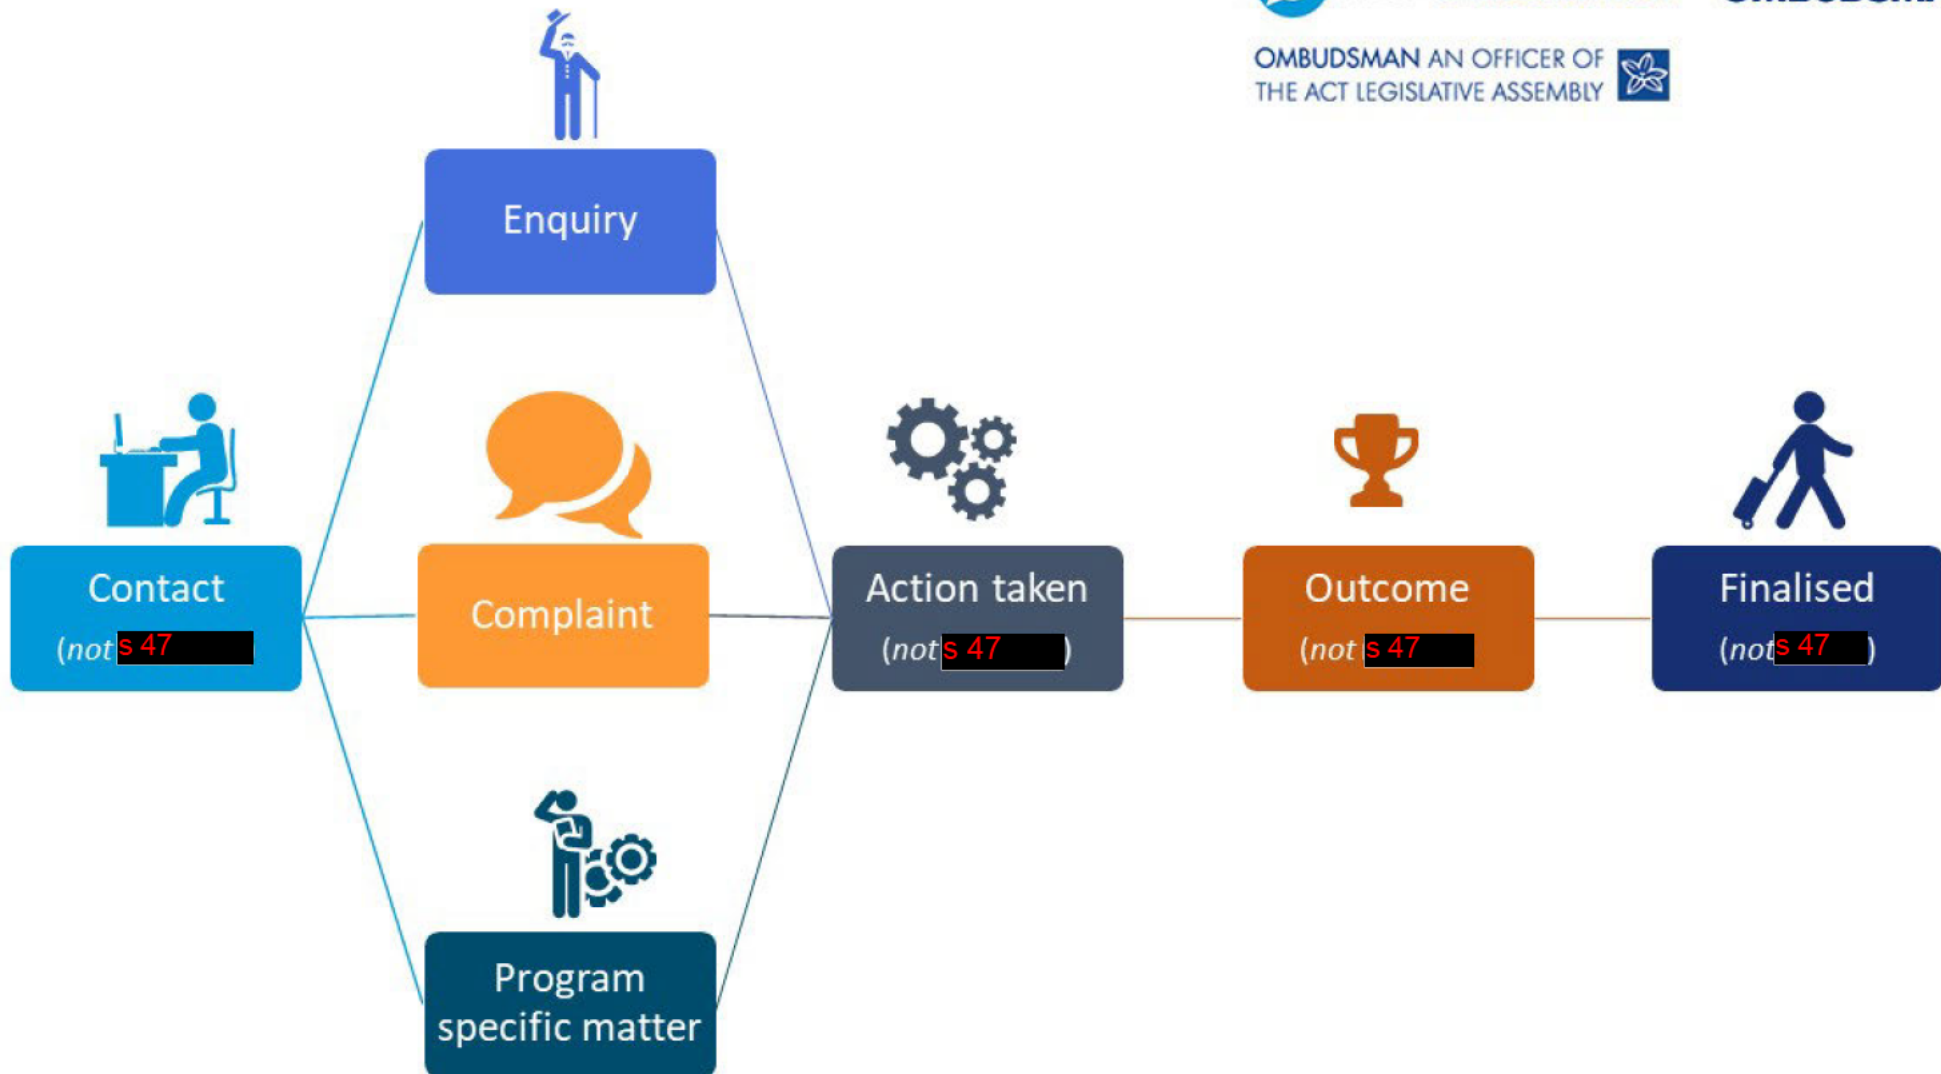 OMBUDSMAN AN OFFICER OF
THE ACT LEGISLATIVE ASSEMBLY
Enquiry
Contact
(not s 47
Complaint
Action taken
(not s 47 )
Outcome
(not s 47
Finalised
(not s 47 )
Program
specific matter